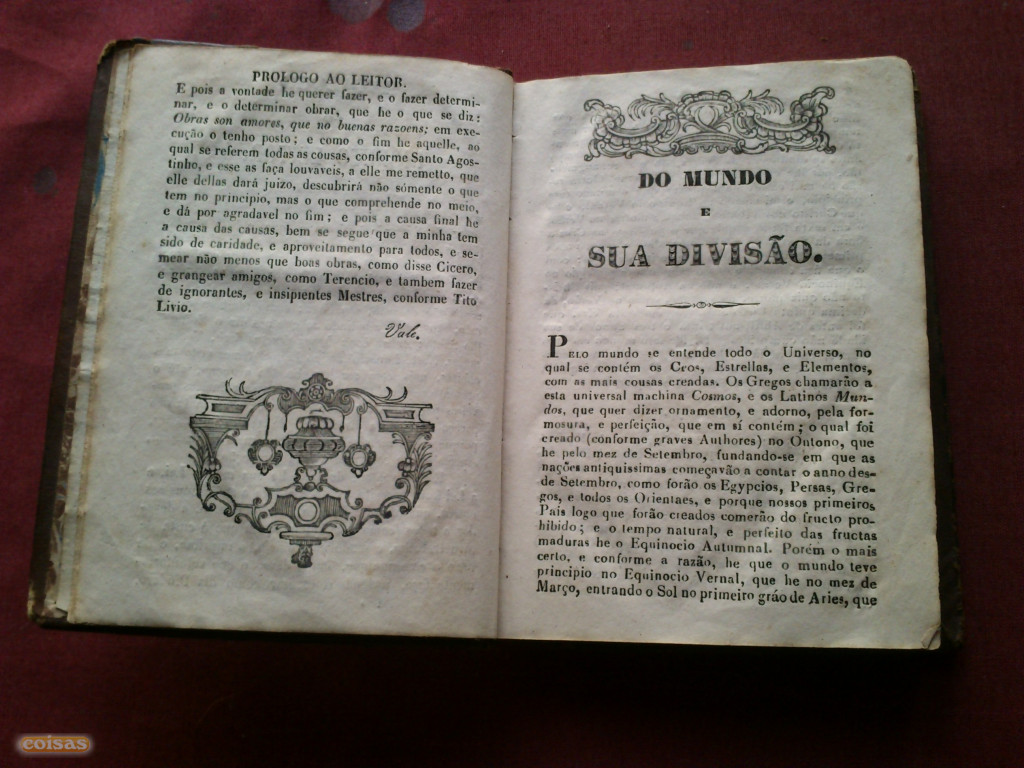 PROLOGO AO LEITOR.
E pois a vontade he querer fazer, e o fazer determi-
nar, e o determinar obrar, que he o que se diz:
Obras son amores, que no buenas razoens; em exe-
cução o tenho posto; e como o fim he aquelle, ao
qual se referem todas as cousas, conforme Santo Agos-
tinho, e esse as faça louvaveis, a elle me remetto, que
elle dellas dará juizo, descubrirá não sómente o que
tem no principio, mas o que comprehende no meio,
e dá por agradavel no fim; e pois a causa final he
a causa das causas, bem se segue que a minha tem
sido de caridade, e aproveitamento para todos, e se-
mear não menos que boas obras, como disse Cicero,
e grangear amigos, como Terencio, e tambem fazer
de ignorantes, e insipientes Mestres, conforme Tito
Livio.
Vale.
DO MUNDO
E
SUA DIVISÃO.
PELO mundo se entende todo o Universo, no
qual se contém os Ceos, Estrellas, e Elementos,
com as mais cousas creadas. Os Gregos chamarão a
esta universal machina Cosmos, e os Latinos Mun-
dos, que quer dizer ornamento, e adorno, pela for-
mosura, e perfeição, que em sí contém; o qual foi
creado (conforme graves Authores) no Outono, que
he pelo mez de Setembro, fundando-se em que as
nações antiquissimas começavão a contar o anno des-
de Setembro, como forão os Egypcios, Persas, Gre-
gos, e todos os Orientaes, e porque nossos primeiros
Pais logo que forão creados comerão do fructo pro-
hibido; e o tempo natural, e perfeito das fructas
maduras he o Equinocio Autumnal. Porém o mais
certo, e conforme a razão, he que o mundo teve
principio no Equinocio Vernal, que he no mez de
Março, entrando o Sol no primeiro gráo de Aries, que
coisas